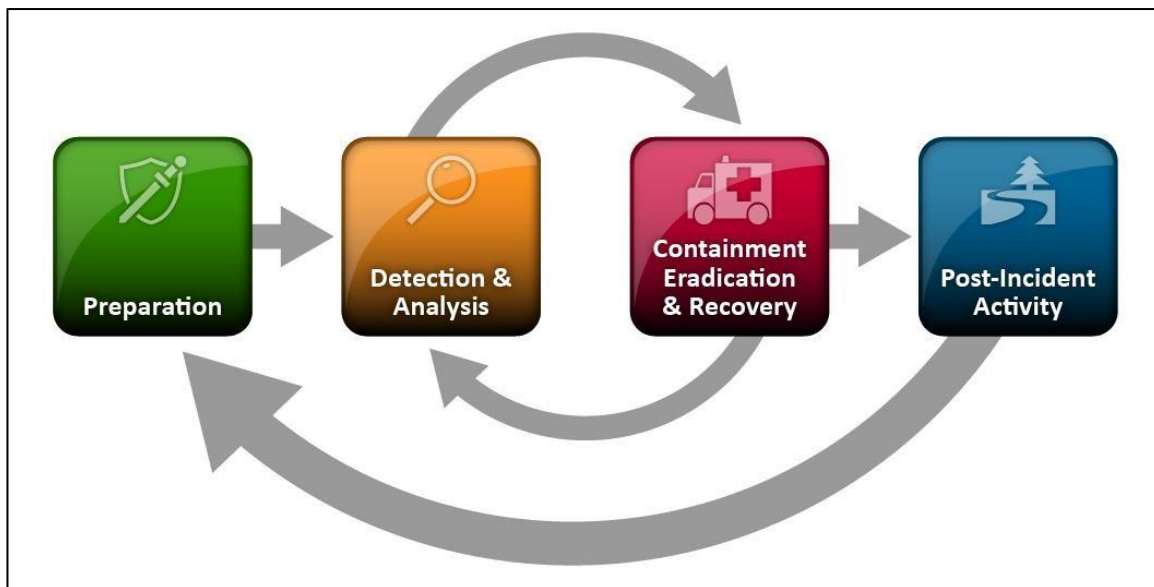 Preparation
Detection &
Analysis
Containment
Eradication
& Recovery
Post-Incident
Activity